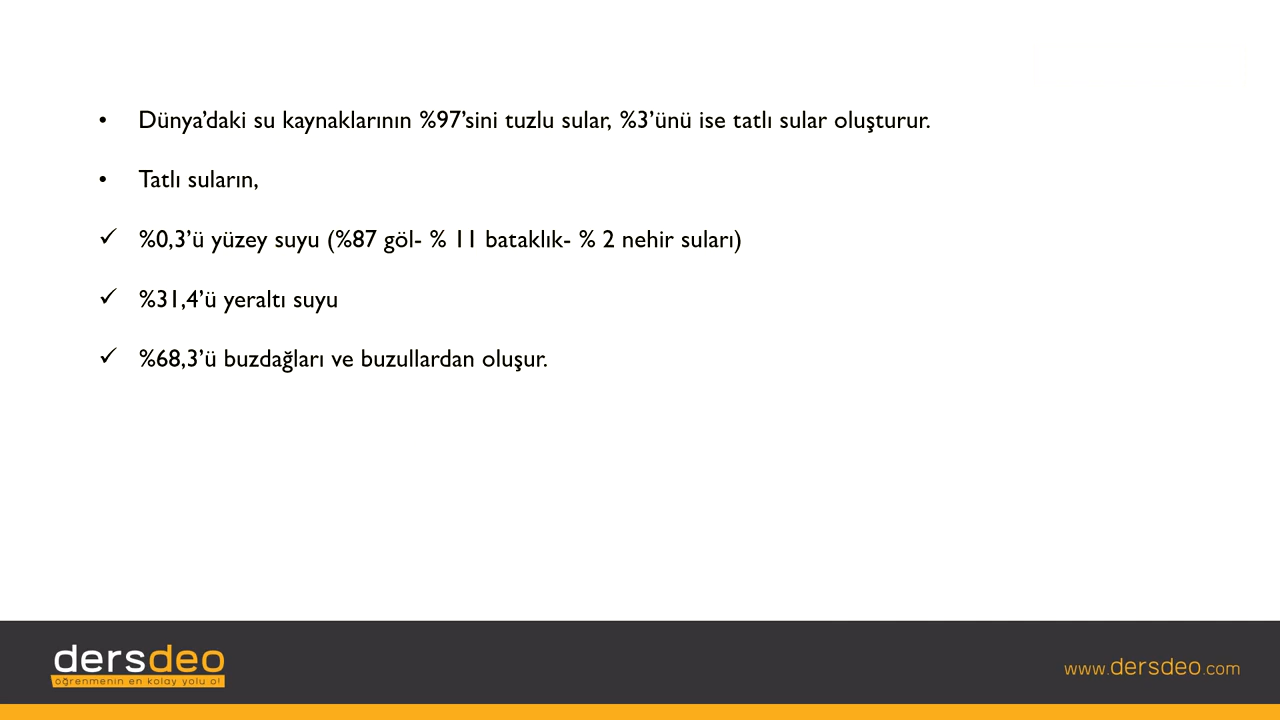 • Dünya’daki su kaynaklarının %97’sini tuzlu sular, %3’ünü ise tatlı sular oluşturur.
• Tatlı suların,
✓ %0,3’ü yüzey suyu (%87 göl- % 11 bataklık- % 2 nehir suları)
✓ %31,4’ü yeraltı suyu
✓ %68,3’ü buzdağları ve buzullardan oluşur.
dersdeo
öğrenmenin en kolay yolu o!
www.dersdeo.com